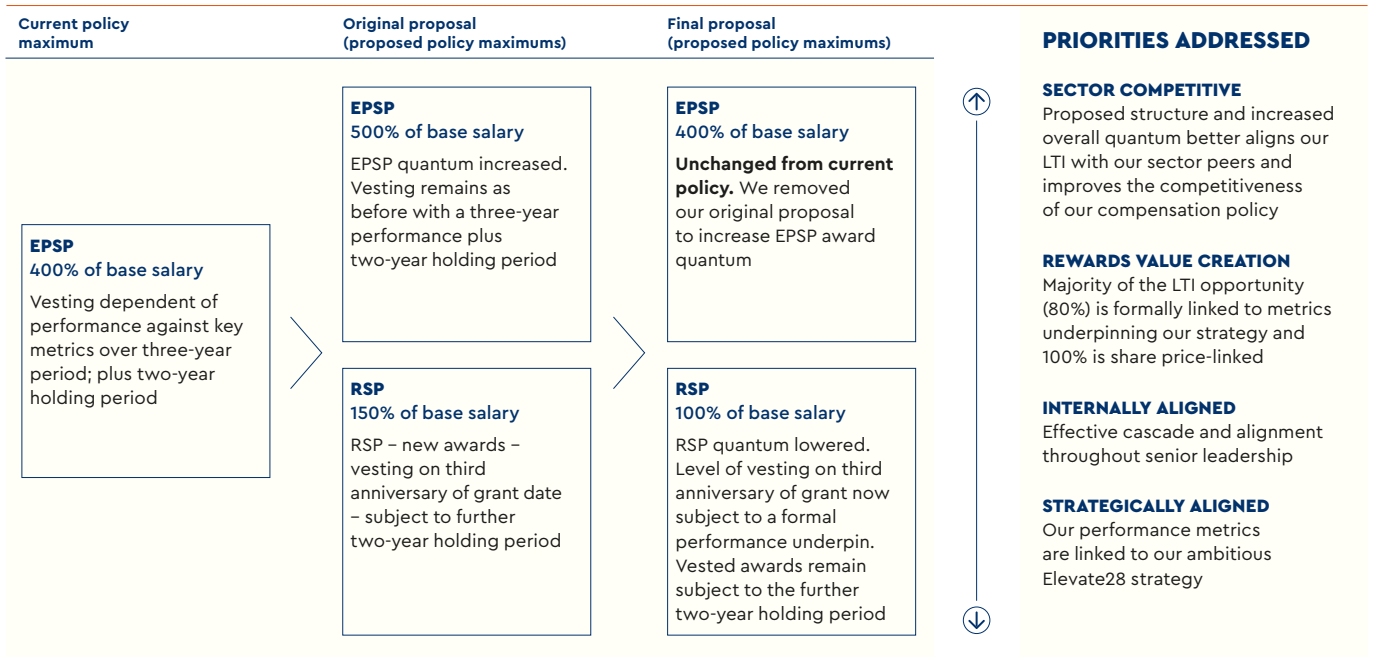 Current policy
maximum
Original proposal
(proposed policy maximums)
Final proposal
(proposed policy maximums)
EPSP
400% of base salary
Vesting dependent of
performance against key
metrics over three-year
period; plus two-year
holding period
EPSP
500% of base salary
EPSP quantum increased.
Vesting remains as
before with a three-year
performance plus
two-year holding period
RSP
150% of base salary
RSP – new awards –
vesting on third
anniversary of grant date
– subject to further
two-year holding period
EPSP
400% of base salary
Unchanged from current
policy. We removed
our original proposal
to increase EPSP award
quantum
RSP
100% of base salary
RSP quantum lowered.
Level of vesting on third
anniversary of grant now
subject to a formal
performance underpin.
Vested awards remain
subject to the further
two-year holding period
PRIORITIES ADDRESSED
SECTOR COMPETITIVE
Proposed structure and increased
overall quantum better aligns our
LTI with our sector peers and
improves the competitiveness
of our compensation policy
REWARDS VALUE CREATION
Majority of the LTI opportunity
(80%) is formally linked to metrics
underpinning our strategy and
100% is share price-linked
INTERNALLY ALIGNED
Effective cascade and alignment
throughout senior leadership
STRATEGICALLY ALIGNED
Our performance metrics
are linked to our ambitious
Elevate28 strategy